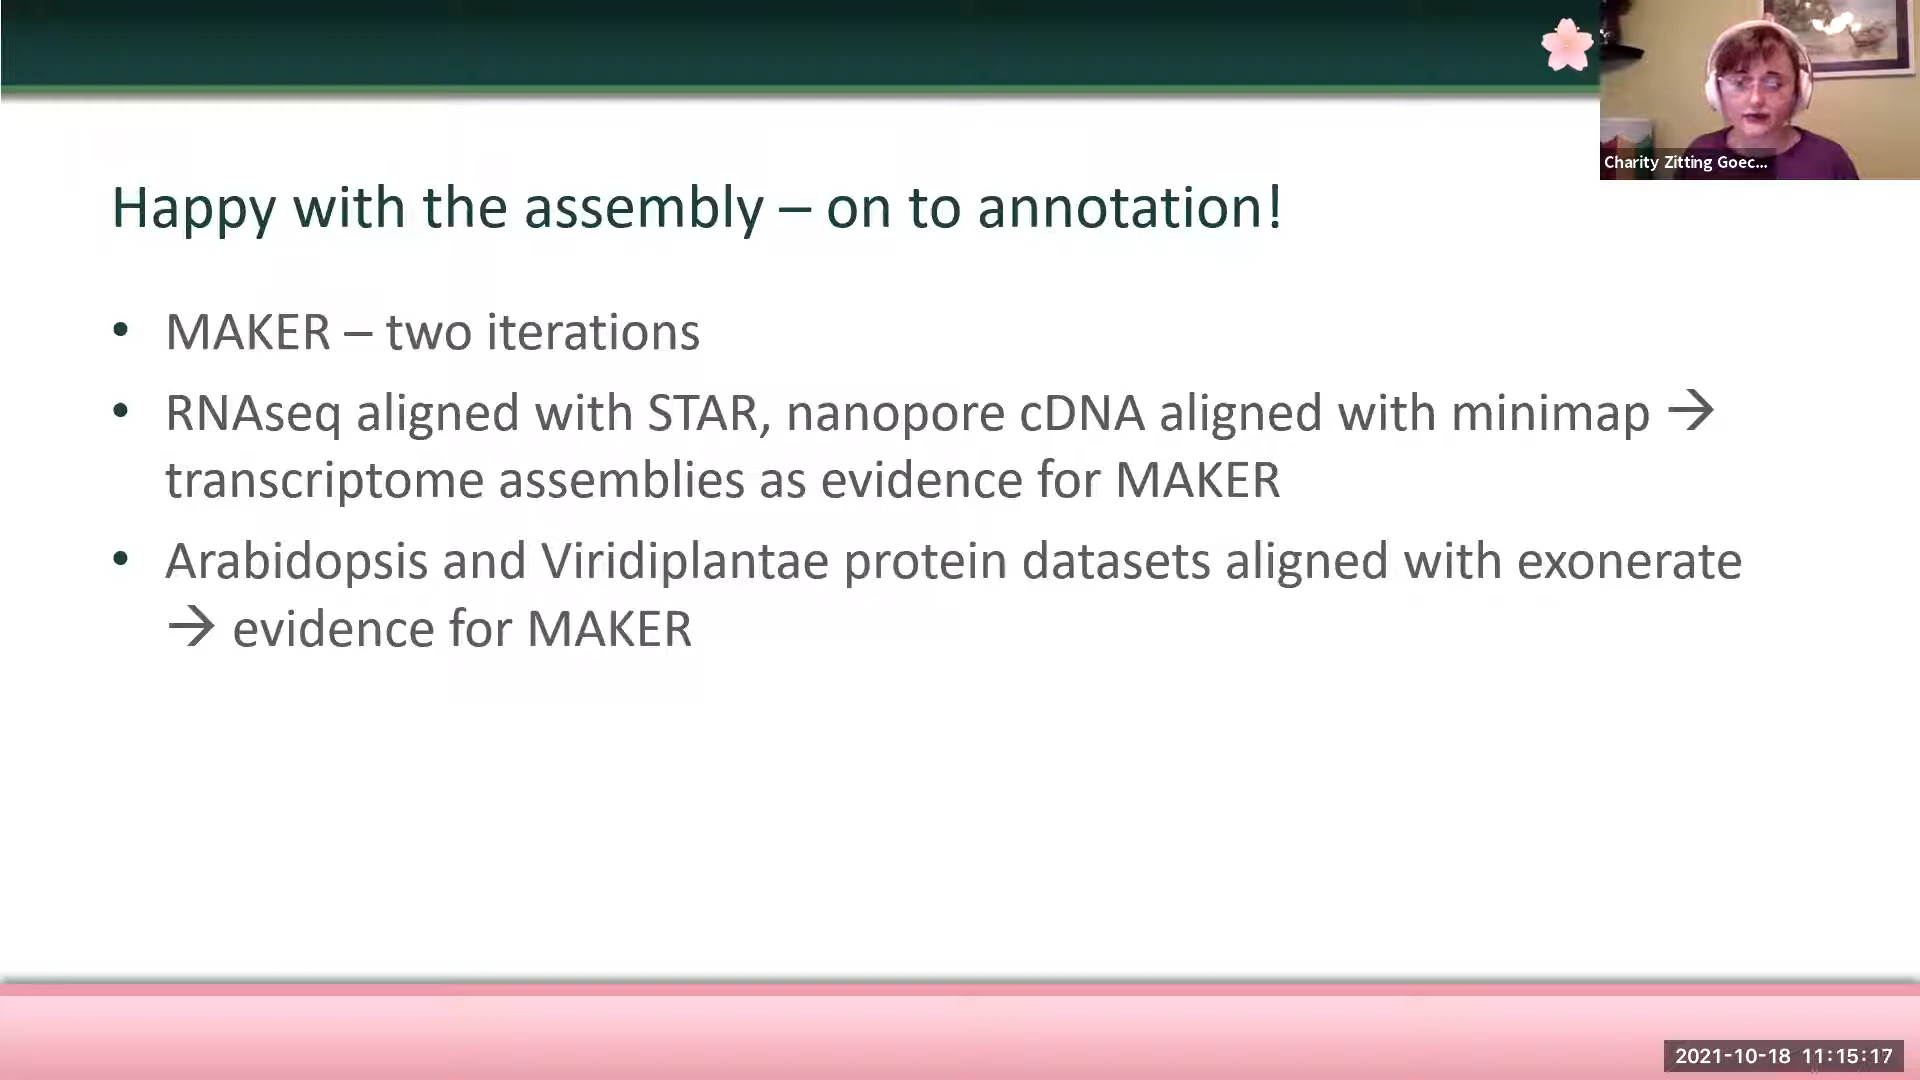 Charity Zitting Goec...
Happy with the assembly – on to annotation!
• MAKER – two iterations
• RNAseq aligned with STAR, nanopore cDNA aligned with minimap →
transcriptome assemblies as evidence for MAKER
• Arabidopsis and Viridiplantae protein datasets aligned with exonerate
→ evidence for MAKER
2021-10-18 11:15:17